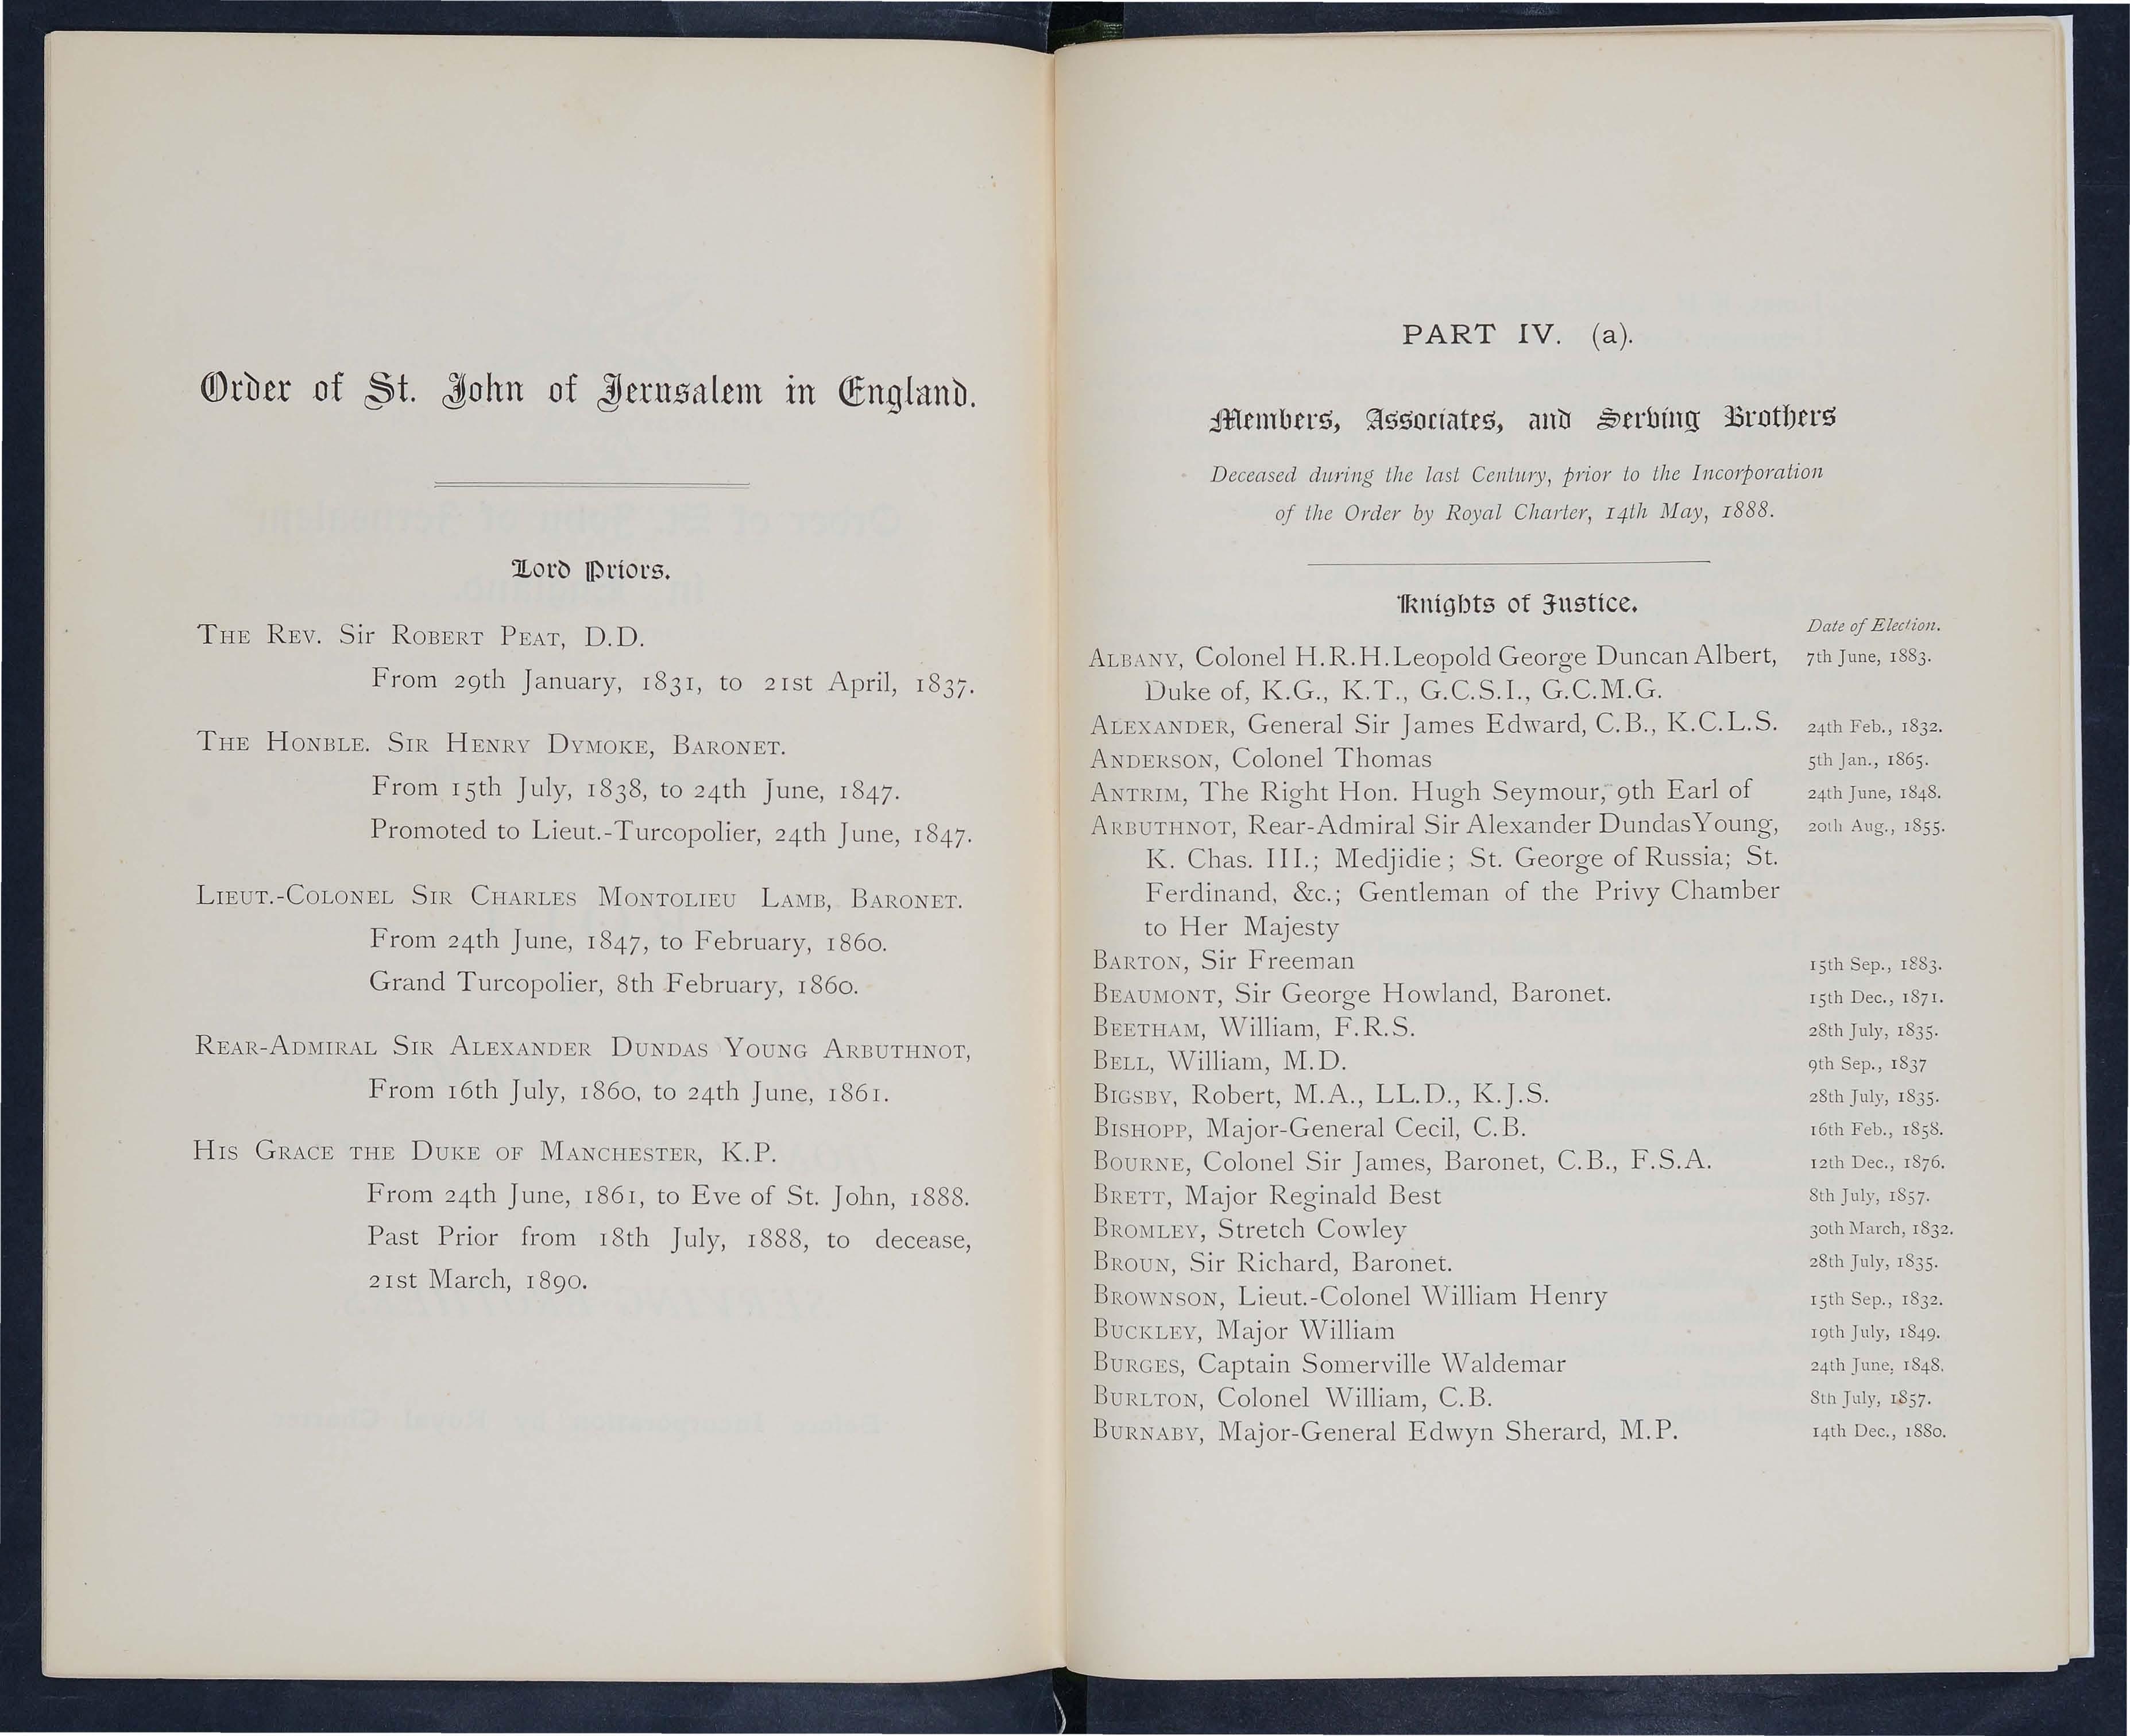 Order of St. John of Jerusalem in England.
Lord Priors.
THE REV. Sir ROBERT PEAT, D.D.
From 29th January, 1831, to 21st April, 1837.
THE HONBLE. SIR HENRY DYMOKE, BARONET.
From 15th July, 1838, to 24th June, 1847.
Promoted to Lieut.-Turcopolier, 24th June, 1847.
LIEUT.-COLONEL SIR CHARLES MONTOLIEU LAMB, BARONET.
From 24th June, 1847, to February, 1860.
Grand Turcopolier, 8th February, 1860.
REAR-ADMIRAL SIR ALEXANDER DUNDAS YOUNG ARBUTHNOT,
From 16th July, 1860, to 24th June, 1861.
HIS GRACE THE DUKE OF MANCHESTER, K.P.
From 24th June, 1861, to Eve of St. John, 1888.
Past Prior from 18th July, 1888, to decease,
21st March, 1890.
PART IV. (a).
Members, Associates, and Serving Brothers
Deceased during the last Century, prior to the Incorporation
of the Order by Royal Charter, 14th May, 1888.
Knights of Justice.
Date of Election.
ALBANY, Colonel H.R.H. Leopold George Duncan Albert, 7th June, 1883.
Duke of, K.G., K.T., G.C.S.I., G.C.M.G.
ALEXANDER, General Sir James Edward, C.B., K.C.L.S. 24th Feb., 1832.
ANDERSON, Colonel Thomas 5th Jan., 1865.
ANTRIM, The Right Hon. Hugh Seymour, 9th Earl of 24th June, 1848.
ARBUTHNOT, Rear-Admiral Sir Alexander Dundas Young, 20th Aug., 1855.
K. Chas. III.; Medjidie; St. George of Russia; St.
Ferdinand, &c.; Gentleman of the Privy Chamber
to Her Majesty
BARTON, Sir Freeman 15th Sep., 1883.
BEAUMONT, Sir George Howland, Baronet. 15th Dec., 1871.
BEETHAM, William, F.R.S. 28th July, 1835.
BELL, William, M.D. 9th Sep., 1837
BIGSBY, Robert, M.A., LL.D., K.J.S. 28th July, 1835.
BISHOPP, Major-General Cecil, C.B. 16th Feb., 1858.
BOURNE, Colonel Sir James, Baronet, C.B., F.S.A. 12th Dec., 1876.
BRETT, Major Reginald Best 8th July, 1857.
BROMLEY, Stretch Cowley 30th March, 1832.
BROUN, Sir Richard, Baronet. 28th July, 1835.
BROWNSON, Lieut.-Colonel William Henry 15th Sep., 1832.
BUCKLEY, Major William 19th July, 1849.
BURGES, Captain Somerville Waldemar 24th June, 1848.
BURLTON, Colonel William, C.B. 8th July, 1857.
BURNABY, Major-General Edwyn Sherard, M.P. 14th Dec., 1880.